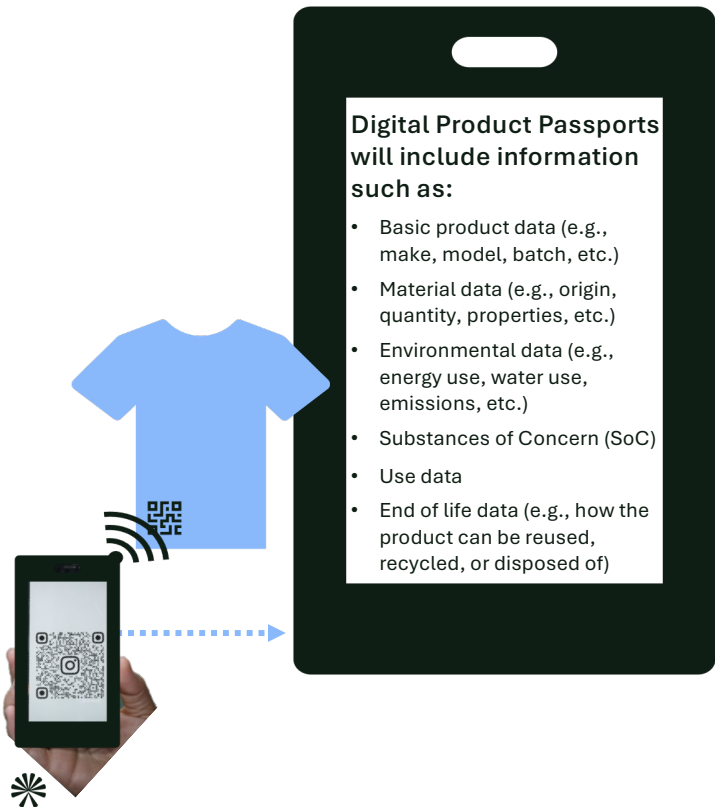 Digital Product Passports
will include information
such as:
• Basic product data (e.g.,
make, model, batch, etc.)
• Material data (e.g., origin,
quantity, properties, etc.)
• Environmental data (e.g.,
energy use, water use,
emissions, etc.)
• Substances of Concern (SoC)
• Use data
• End of life data (e.g., how the
product can be reused,
recycled, or disposed of)